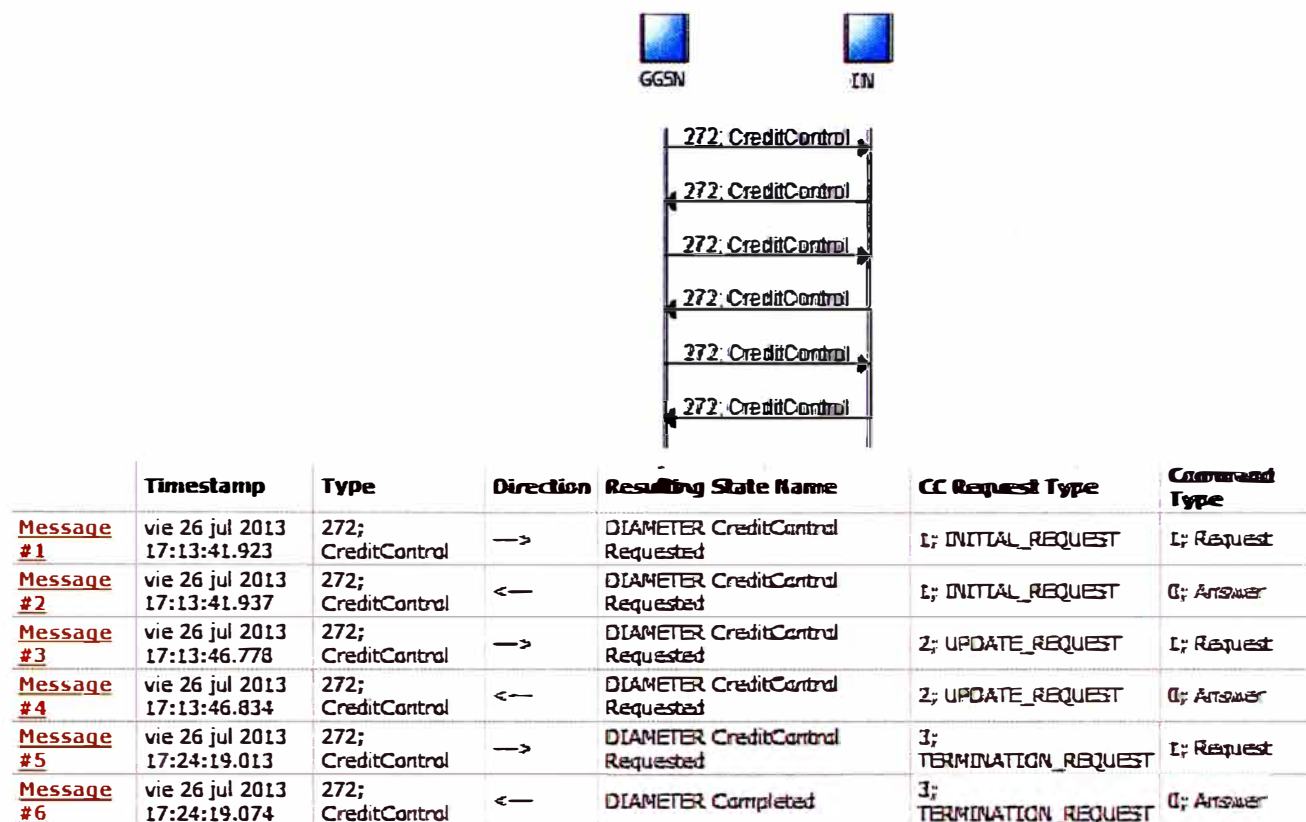 GGSN
IN
272; CreditControl
272; CreditControl
272; CreditControl
272; CreditControl
272; CreditControl
272; CreditControl
Timestamp Type Direction Resulting State Name CC Request Type Command Type
Message #1 vie 26 jul 2013 17:13:41.923 272; CreditControl —> DIAMETER CreditControl Requested 1; INITIAL_REQUEST 1; Request
Message #2 vie 26 jul 2013 17:13:41.937 272; CreditControl <— DIAMETER CreditControl Requested 1; INITIAL_REQUEST 0; Answer
Message #3 vie 26 jul 2013 17:13:46.778 272; CreditControl —> DIAMETER CreditControl Requested 2; UPDATE_REQUEST 1; Request
Message #4 vie 26 jul 2013 17:13:46.834 272; CreditControl <— DIAMETER CreditControl Requested 2; UPDATE_REQUEST 0; Answer
Message #5 vie 26 jul 2013 17:24:19.013 272; CreditControl —> DIAMETER CreditControl Requested 3; TERMINATION_REQUEST 1; Request
Message #6 vie 26 jul 2013 17:24:19.074 272; CreditControl <— DIAMETER Completed 3; TERMINATION_REQUEST 0; Answer